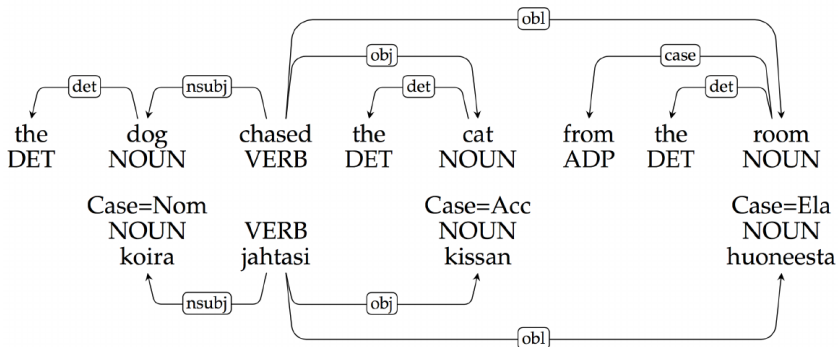 obl
obj case
det nsubj det det
the dog chased the cat from the room
DET NOUN VERB DET NOUN ADP DET NOUN
Case=Nom Case=Acc Case=Ela
NOUN VERB NOUN NOUN
koira jahtasi kissan huoneesta
nsubj obj
obl